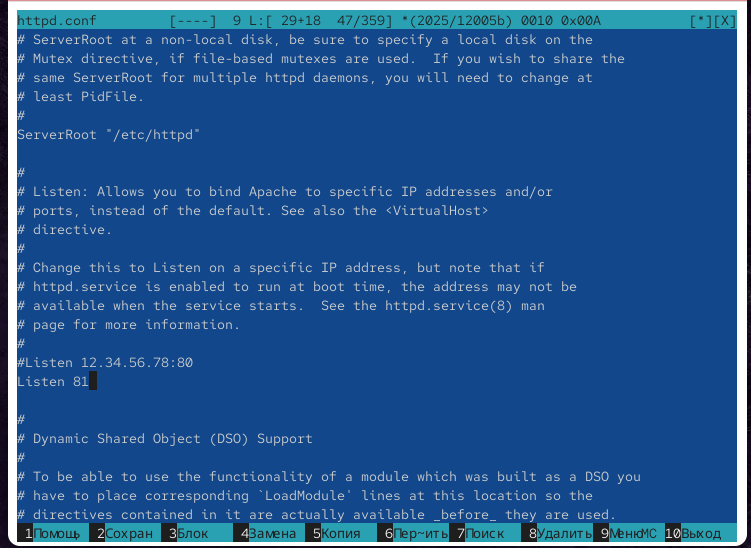 httpd.conf [----] 9 L:[ 29+18 47/359] *(2025/12005b) 0010 0x00A [*][X]
# ServerRoot at a non-local disk, be sure to specify a local disk on the
# Mutex directive, if file-based mutexes are used.  If you wish to share the
# same ServerRoot for multiple httpd daemons, you will need to change at
# least PidFile.
#
ServerRoot "/etc/httpd"
#
# Listen: Allows you to bind Apache to specific IP addresses and/or
# ports, instead of the default. See also the <VirtualHost>
# directive.
#
# Change this to Listen on a specific IP address, but note that if
# httpd.service is enabled to run at boot time, the address may not be
# available when the service starts.  See the httpd.service(8) man
# page for more information.
#
#Listen 12.34.56.78:80
Listen 81
#
# Dynamic Shared Object (DSO) Support
#
# To be able to use the functionality of a module which was built as a DSO you
# have to place corresponding `LoadModule' lines at this location so the
# directives contained in it are actually available _before_ they are used.
1Помощь 2Сохран 3Блок 4Замена 5Копия 6Пер~ить 7Поиск 8Удалить 9МенюMC 10Выход